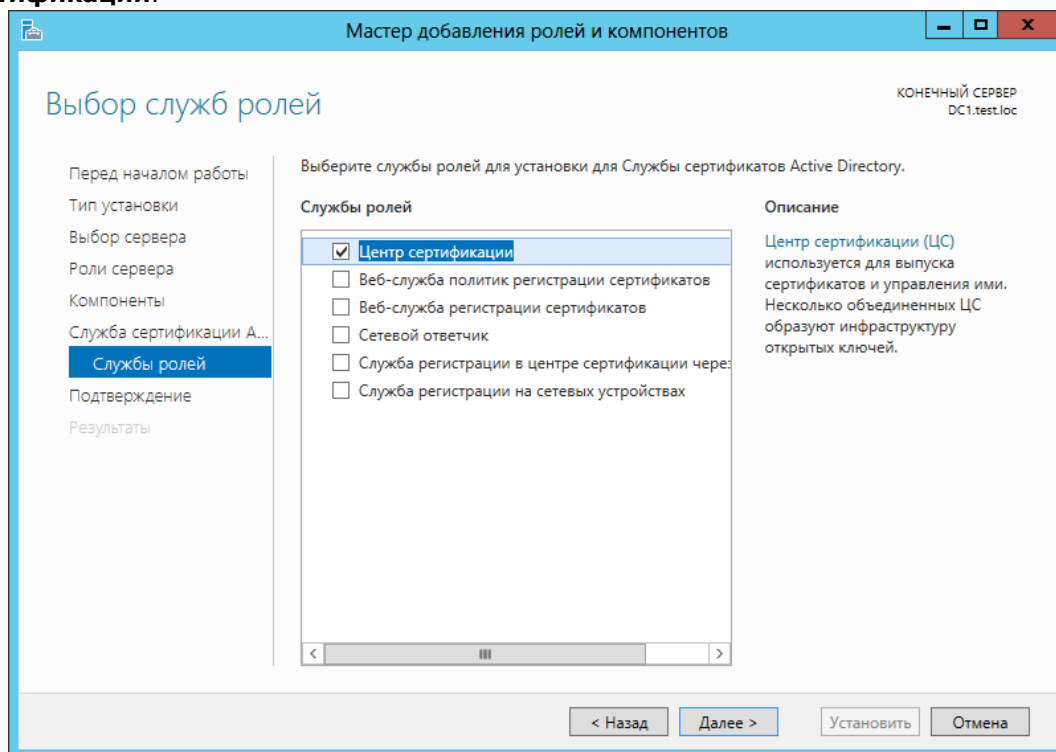 тификации.
Мастер добавления ролей и компонентов
Выбор служб ролей
КОНЕЧНЫЙ СЕРВЕР
DC1.test.loc
Перед началом работы
Тип установки
Выбор сервера
Роли сервера
Компоненты
Служба сертификации A...
Службы ролей
Подтверждение
Результаты
Выберите службы ролей для установки для Службы сертификатов Active Directory.
Службы ролей
Центр сертификации
Веб-служба политик регистрации сертификатов
Веб-служба регистрации сертификатов
Сетевой ответчик
Служба регистрации в центре сертификации через
Служба регистрации на сетевых устройствах
Описание
Центр сертификации (ЦС)
используется для выпуска
сертификатов и управления ими.
Несколько объединенных ЦС
образуют инфраструктуру
открытых ключей.
< Назад
Далее >
Установить
Отмена